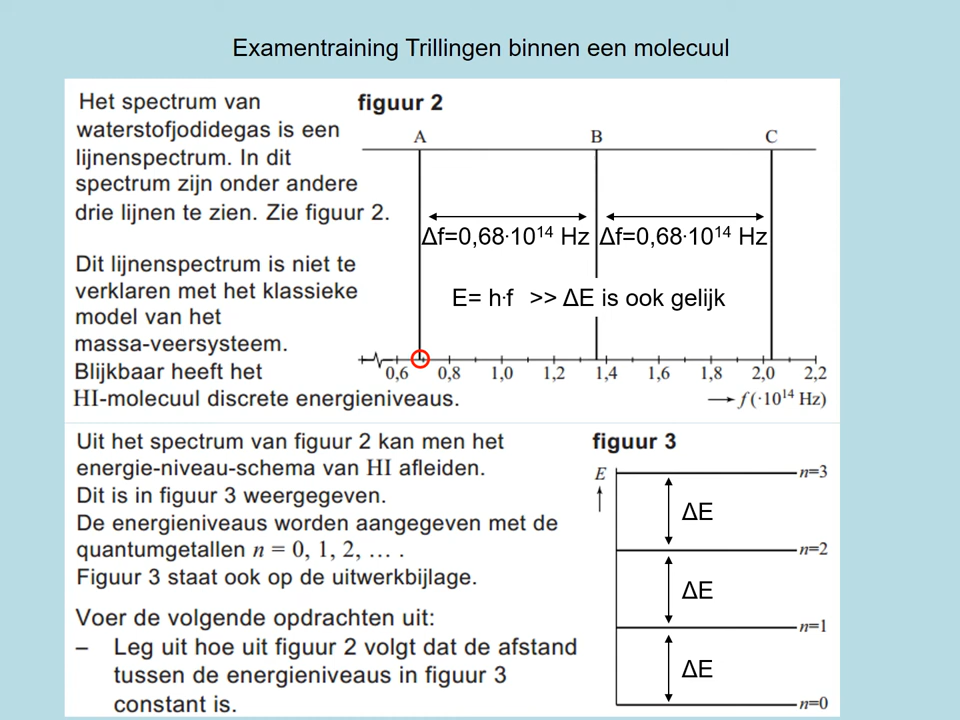 Examentraining Trillingen binnen een molecuul
Het spectrum van
waterstofjodidegas is een
lijnenspectrum. In dit
spectrum zijn onder andere
drie lijnen te zien. Zie figuur 2.
Dit lijnenspectrum is niet te
verklaren met het klassieke
model van het
massa-veersysteem.
Blijkbaar heeft het
HI-molecuul discrete energieniveaus.
figuur 2
A B C
Δf=0,68·10¹⁴ Hz Δf=0,68·10¹⁴ Hz
E= h·f >> ΔE is ook gelijk
0,6 0,8 1,0 1,2 1,4 1,6 1,8 2,0 2,2
f(·10¹⁴ Hz)
Uit het spectrum van figuur 2 kan men het
energie-niveau-schema van HI afleiden.
Dit is in figuur 3 weergegeven.
De energieniveaus worden aangegeven met de
quantumgetallen n = 0, 1, 2, … .
Figuur 3 staat ook op de uitwerkbijlage.
Voer de volgende opdrachten uit:
– Leg uit hoe uit figuur 2 volgt dat de afstand
tussen de energieniveaus in figuur 3
constant is.
figuur 3
E
n=3
ΔE
n=2
ΔE
n=1
ΔE
n=0